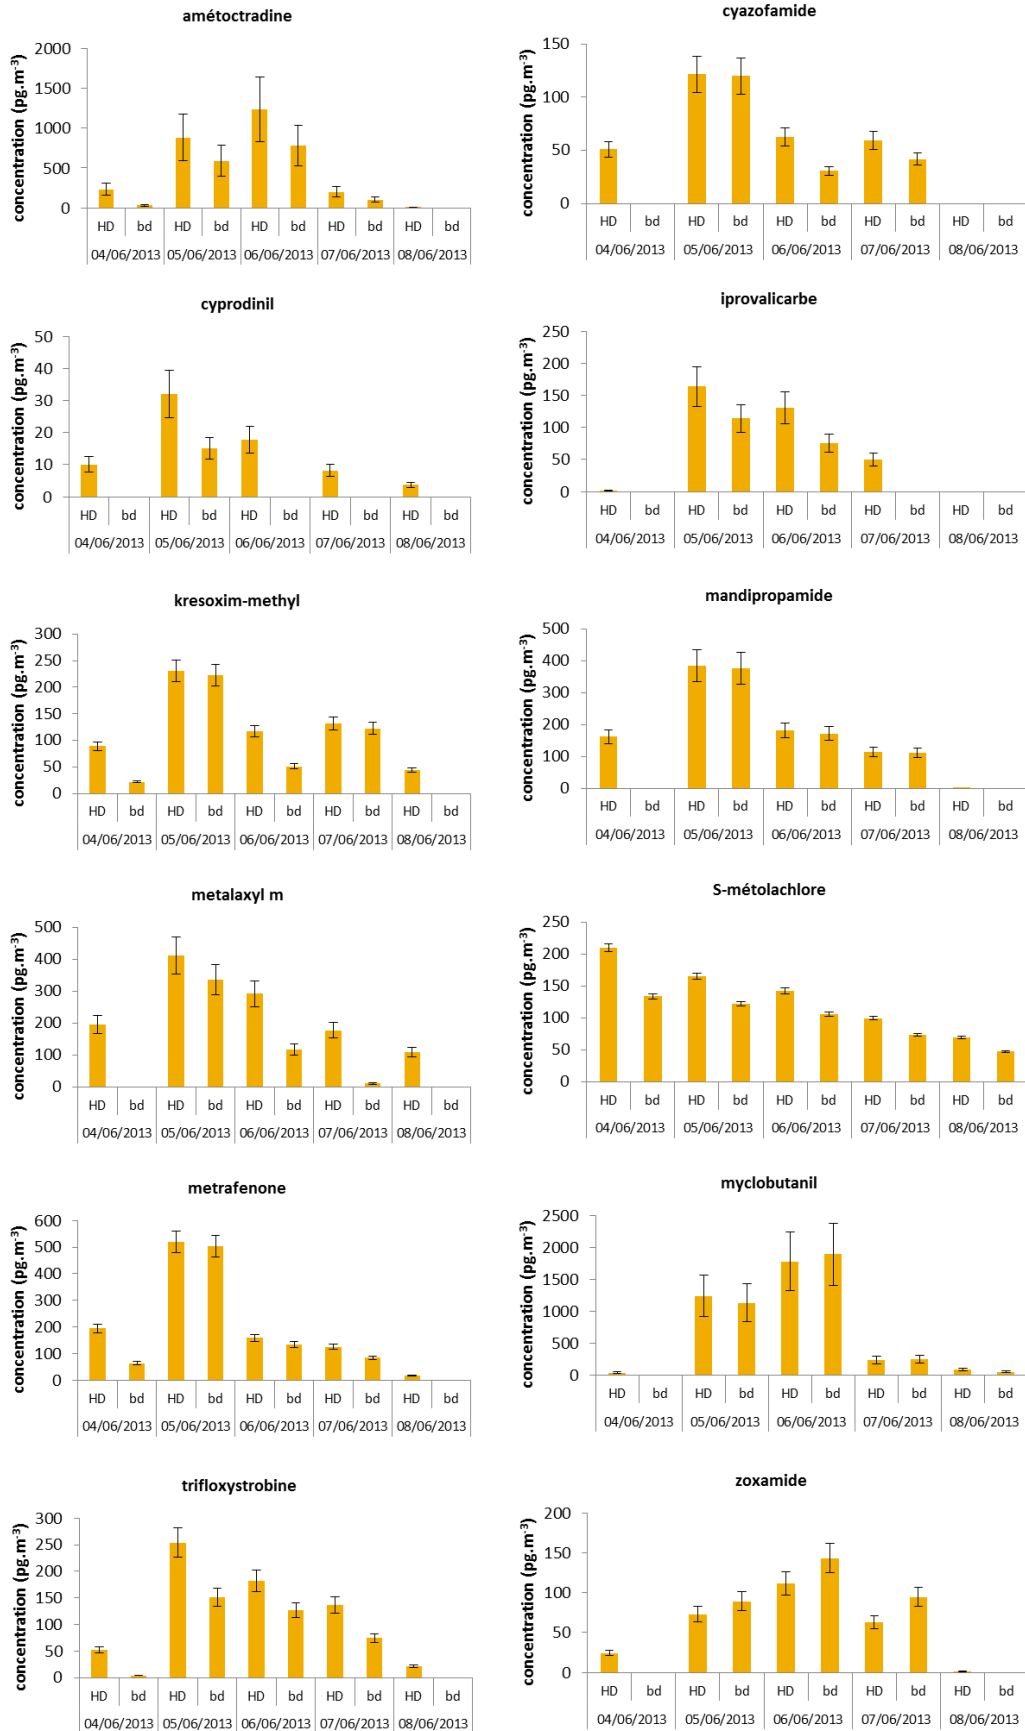 amétoctradine
concentration (pg.m-3)
2000
1500
1000
500
0
HD bd HD bd HD bd HD bd HD bd
04/06/2013 05/06/2013 06/06/2013 07/06/2013 08/06/2013
cyazofamide
concentration (pg.m-3)
150
100
50
0
HD bd HD bd HD bd HD bd HD bd
04/06/2013 05/06/2013 06/06/2013 07/06/2013 08/06/2013
cyprodinil
concentration (pg.m-3)
50
40
30
20
10
0
HD bd HD bd HD bd HD bd HD bd
04/06/2013 05/06/2013 06/06/2013 07/06/2013 08/06/2013
iprovalicarbe
concentration (pg.m-3)
250
200
150
100
50
0
HD bd HD bd HD bd HD bd HD bd
04/06/2013 05/06/2013 06/06/2013 07/06/2013 08/06/2013
kresoxim-methyl
concentration (pg.m-3)
300
250
200
150
100
50
0
HD bd HD bd HD bd HD bd HD bd
04/06/2013 05/06/2013 06/06/2013 07/06/2013 08/06/2013
mandipropamide
concentration (pg.m-3)
500
400
300
200
100
0
HD bd HD bd HD bd HD bd HD bd
04/06/2013 05/06/2013 06/06/2013 07/06/2013 08/06/2013
metalaxyl m
concentration (pg.m-3)
500
400
300
200
100
0
HD bd HD bd HD bd HD bd HD bd
04/06/2013 05/06/2013 06/06/2013 07/06/2013 08/06/2013
S-métolachlore
concentration (pg.m-3)
250
200
150
100
50
0
HD bd HD bd HD bd HD bd HD bd
04/06/2013 05/06/2013 06/06/2013 07/06/2013 08/06/2013
metrafenone
concentration (pg.m-3)
600
500
400
300
200
100
0
HD bd HD bd HD bd HD bd HD bd
04/06/2013 05/06/2013 06/06/2013 07/06/2013 08/06/2013
myclobutanil
concentration (pg.m-3)
2500
2000
1500
1000
500
0
HD bd HD bd HD bd HD bd HD bd
04/06/2013 05/06/2013 06/06/2013 07/06/2013 08/06/2013
trifloxystrobine
concentration (pg.m-3)
300
250
200
150
100
50
0
HD bd HD bd HD bd HD bd HD bd
04/06/2013 05/06/2013 06/06/2013 07/06/2013 08/06/2013
zoxamide
concentration (pg.m-3)
200
150
100
50
0
HD bd HD bd HD bd HD bd HD bd
04/06/2013 05/06/2013 06/06/2013 07/06/2013 08/06/2013